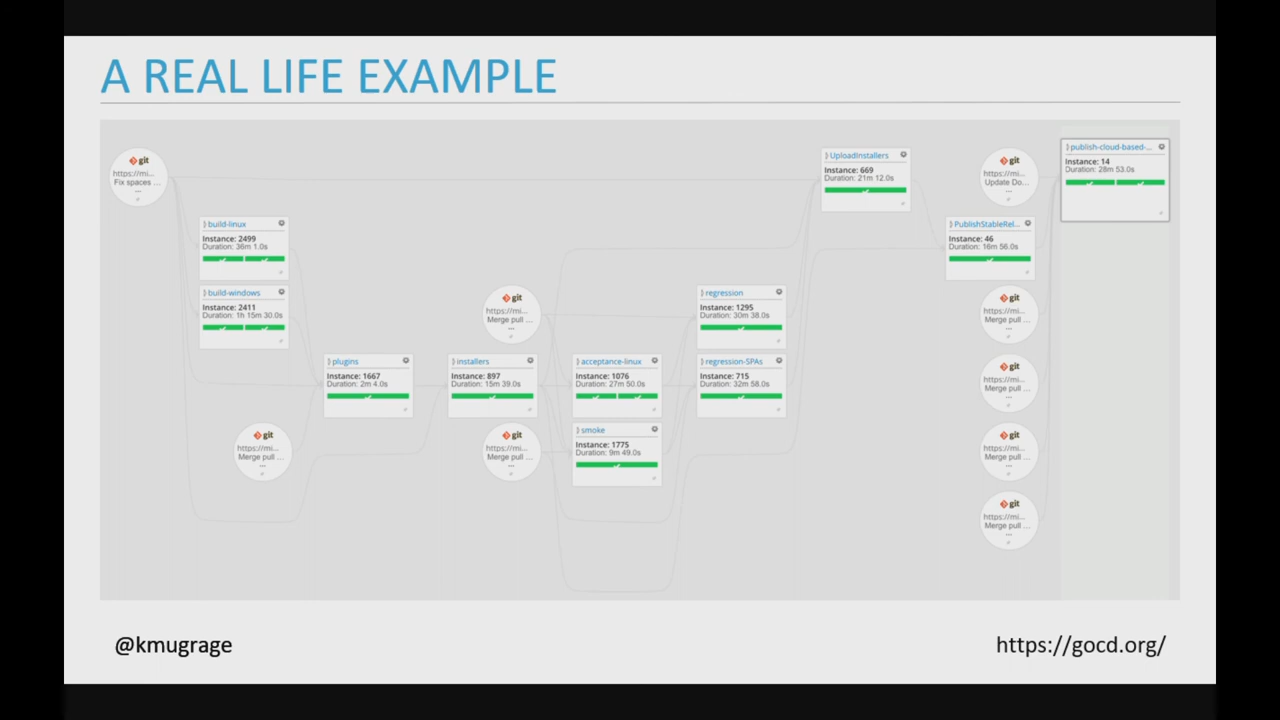 A REAL LIFE EXAMPLE
git
https://mi...
Fix spaces ...
build-linux
Instance: 2499
Duration: 36m 1.0s
build-windows
Instance: 2411
Duration: 1h 15m 30.0s
git
https://mi...
Merge pull ...
...
plugins
Instance: 1667
Duration: 2m 4.0s
installers
Instance: 897
Duration: 15m 39.0s
git
https://mi...
Merge pull ...
...
git
https://mi...
Merge pull ...
...
acceptance-linux
Instance: 1076
Duration: 27m 50.0s
smoke
Instance: 1775
Duration: 9m 49.0s
regression
Instance: 1295
Duration: 30m 38.0s
regression-SPAs
Instance: 715
Duration: 32m 58.0s
UploadInstallers
Instance: 669
Duration: 21m 12.0s
PublishStableRel...
Instance: 46
Duration: 16m 56.0s
git
https://mi...
Update Do...
...
git
https://mi...
Merge pull ...
...
git
https://mi...
Merge pull ...
...
git
https://mi...
Merge pull ...
...
git
https://mi...
Merge pull ...
...
publish-cloud-based-...
Instance: 14
Duration: 28m 53.0s
@kmugrage
https://gocd.org/